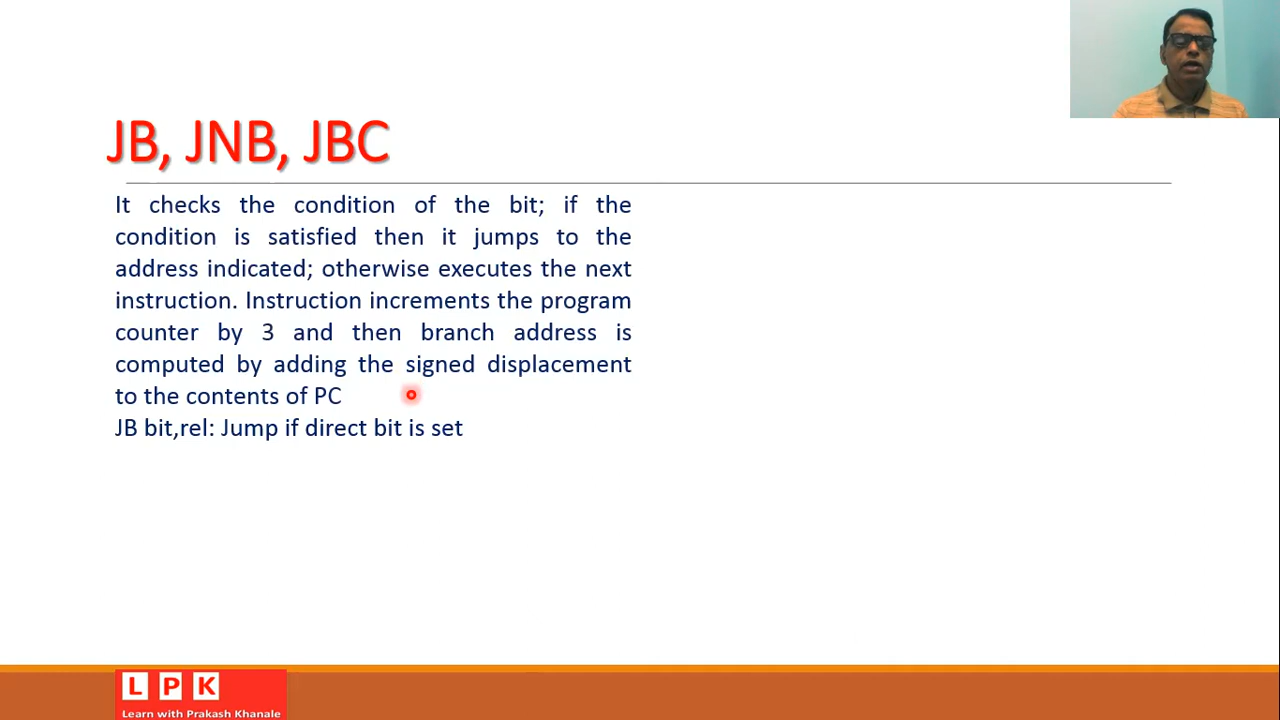 JB, JNB, JBC
It checks the condition of the bit; if the
condition is satisfied then it jumps to the
address indicated; otherwise executes the next
instruction. Instruction increments the program
counter by 3 and then branch address is
computed by adding the signed displacement
to the contents of PC
JB bit,rel: Jump if direct bit is set
L P K
Learn with Prakash Khanale